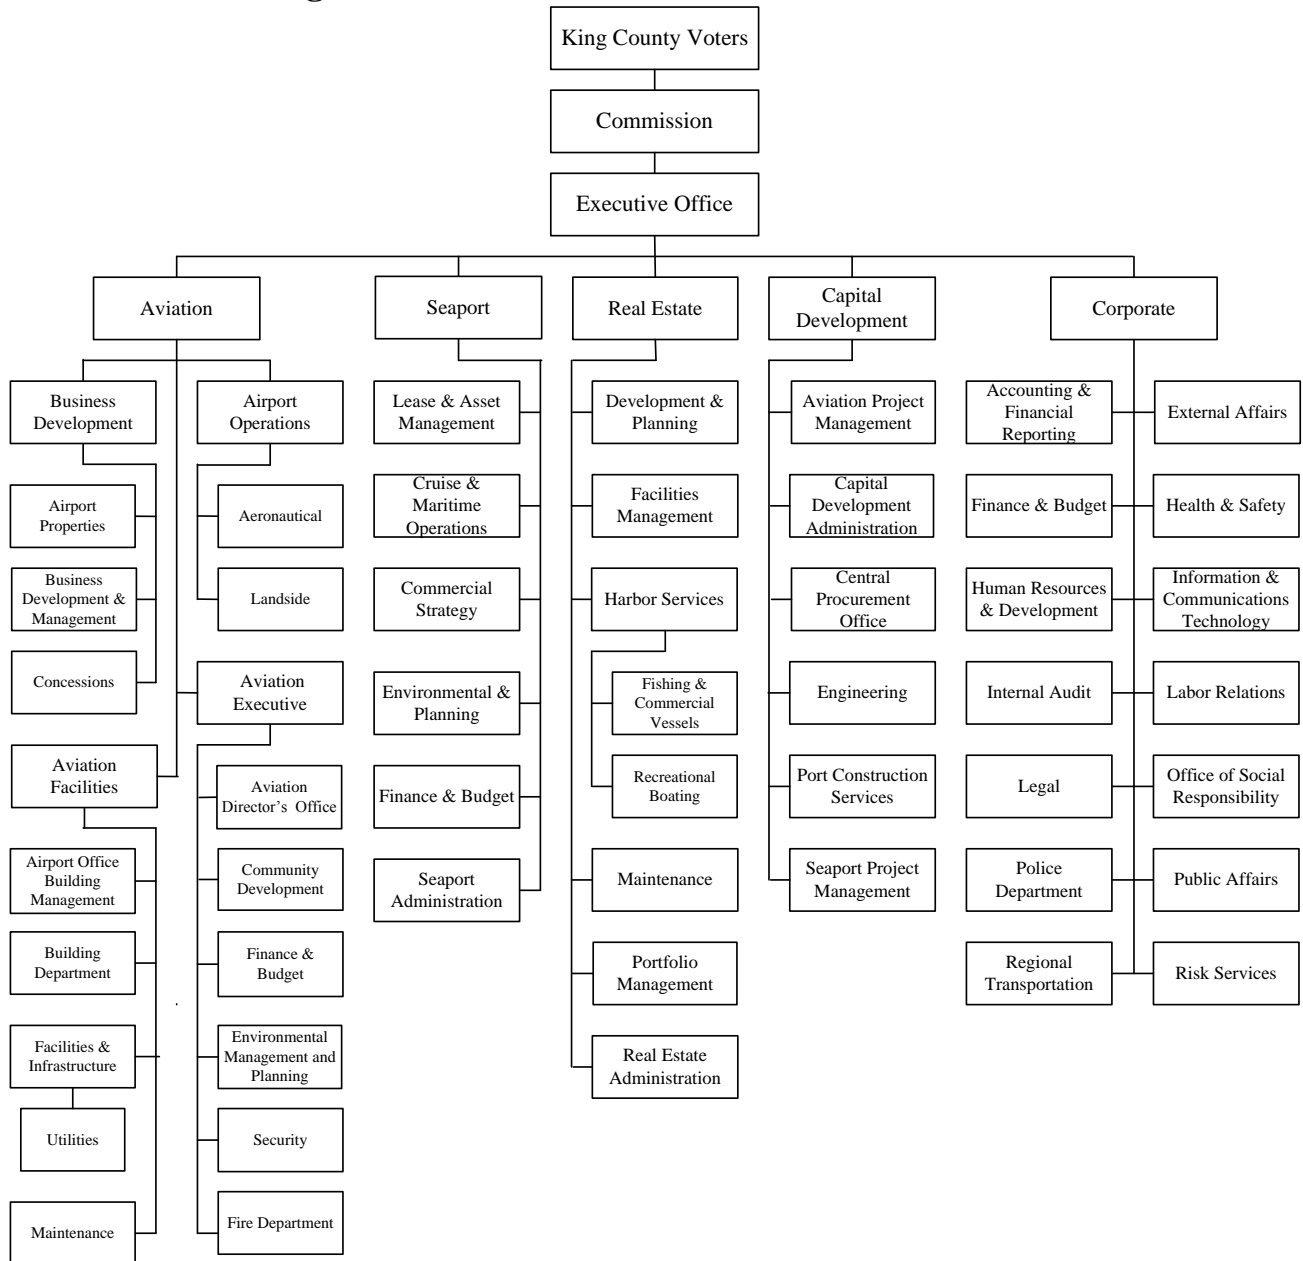 King County Voters
Commission
Executive Office
Aviation
Seaport
Real Estate
Capital
Development
Corporate
Business
Development
Airport
Operations
Airport
Properties
Aeronautical
Business
Development &
Management
Landside
Concessions
Aviation
Executive
Aviation
Facilities
Aviation
Director's Office
Airport Office
Building
Management
Community
Development
Building
Department
Finance &
Budget
Facilities &
Infrastructure
Environmental
Management and
Planning
Utilities
Security
Maintenance
Fire Department
Lease & Asset
Management
Cruise &
Maritime
Operations
Commercial
Strategy
Environmental &
Planning
Finance & Budget
Seaport
Administration
Development &
Planning
Facilities
Management
Harbor Services
Fishing &
Commercial
Vessels
Recreational
Boating
Maintenance
Portfolio
Management
Real Estate
Administration
Aviation Project
Management
Capital
Development
Administration
Central
Procurement
Office
Engineering
Port Construction
Services
Seaport Project
Management
Accounting &
Financial
Reporting
External Affairs
Finance & Budget
Health & Safety
Human Resources
& Development
Information &
Communications
Technology
Internal Audit
Labor Relations
Legal
Office of Social
Responsibility
Police
Department
Public Affairs
Regional
Transportation
Risk Services